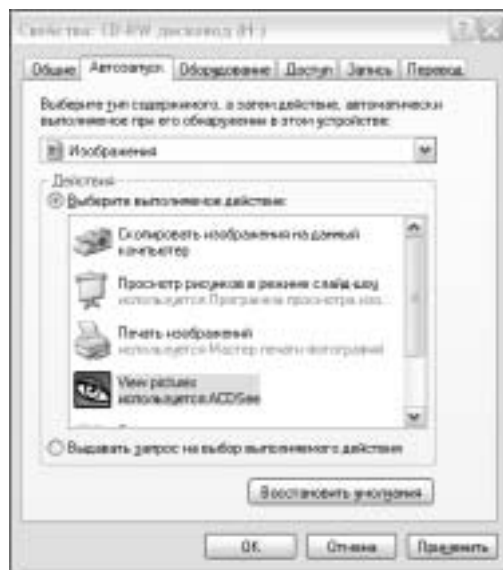 Свойства: CD-RW дисковод (H:)
Общие Автозапуск Оборудование Доступ Запись Перевод
Выберите тип содержимого, а затем действие, автоматически
выполняемое при его обнаружении в этом устройстве:
Изображения
Действия
Выберите выполняемое действие:
Скопировать изображения на данный
компьютер
Просмотр рисунков в режиме слайд-шоу
используется Программа просмотра изо...
Печать изображений
используется Мастер печати фотографий
View pictures
используется ACDSee
Выдавать запрос на выбор выполняемого действия
Восстановить умолчания
ОК Отмена Применить